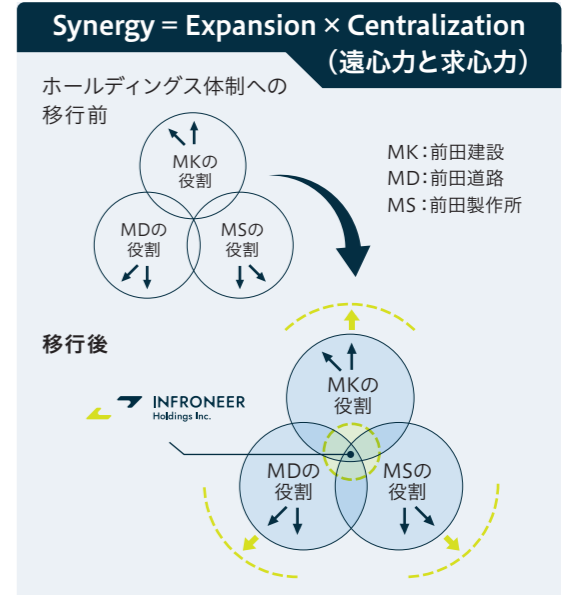 Synergy = Expansion × Centralization
（遠心力と求心力）
ホールディングス体制への
移行前
MKの
役割
MDの
役割
MSの
役割
MK：前田建設
MD：前田道路
MS：前田製作所
移行後
INFRONEER
Holdings Inc.
MKの
役割
MDの
役割
MSの
役割